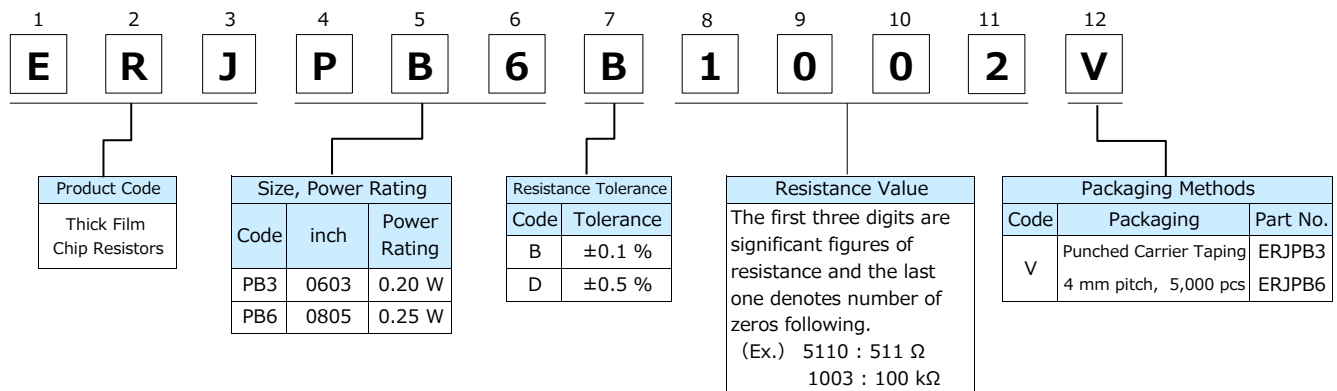 1 2 3 4 5 6 7 8 9 10 11 12
E R J P B 6 B 1 0 0 2 V
Product Code
Thick Film
Chip Resistors
Size, Power Rating
Code inch Power Rating
PB3 0603 0.20 W
PB6 0805 0.25 W
Resistance Tolerance
Code Tolerance
B ±0.1 %
D ±0.5 %
Resistance Value
The first three digits are
significant figures of
resistance and the last
one denotes number of
zeros following.
(Ex.) 5110 : 511 Ω
1003 : 100 kΩ
Packaging Methods
Code Packaging Part No.
V Punched Carrier Taping ERJPB3
4 mm pitch, 5,000 pcs ERJPB6